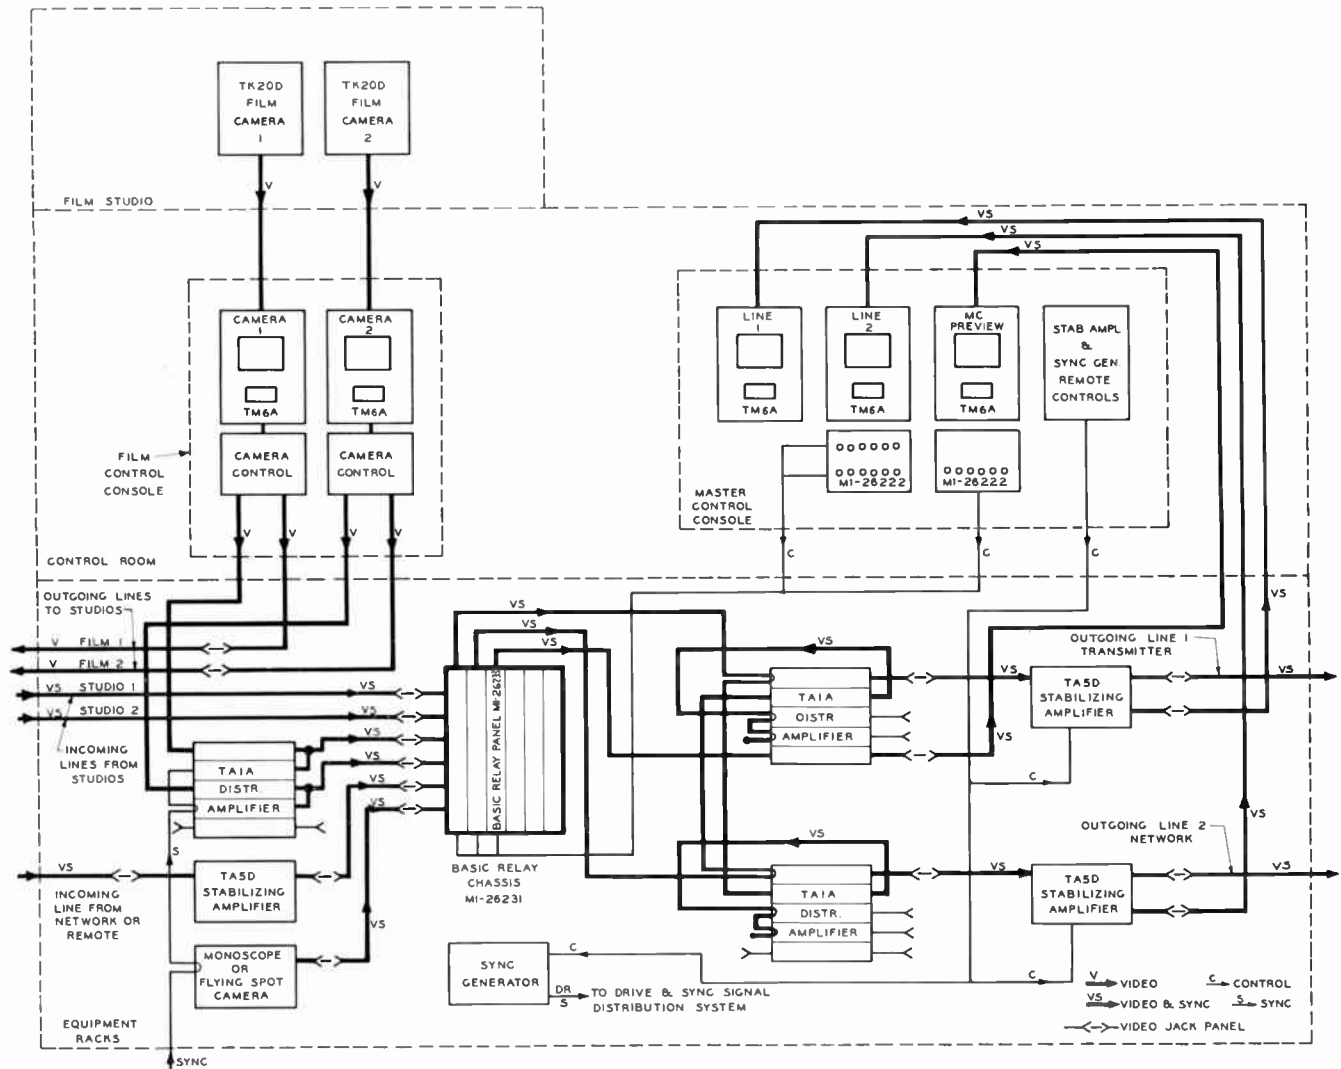 TK20D
FILM
CAMERA
1
TK20D
FILM
CAMERA
2
V
V
FILM STUDIO
VS
VS
VS
CAMERA
1
TM6A
CAMERA
2
TM6A
CAMERA
CONTROL
CAMERA
CONTROL
FILM
CONTROL
CONSOLE
V
V
V
V
CONTROL ROOM
LINE
1
TM6A
LINE
2
TM6A
MC
PREVIEW
TM6A
STAB AMPL
&
SYNC GEN.
REMOTE
CONTROLS
MI-26222
MI-26222
MASTER
CONTROL
CONSOLE
C
C
C
OUTGOING LINES
TO STUDIOS
V FILM 1
V FILM 2
VS STUDIO 1
VS
VS STUDIO 2
VS
INCOMING
LINES FROM
STUDIOS
VS
VS
VS
VS
TA1A
DISTR.
AMPLIFIER
S
VS
INCOMING
LINE FROM
NETWORK OR
REMOTE
TA5D
STABILIZING
AMPLIFIER
VS
MONOSCOPE
OR
FLYING SPOT
CAMERA
EQUIPMENT
RACKS
SYNC
VS
VS
VS
BASIC RELAY PANEL MI-26235
BASIC RELAY
CHASSIS
MI-26231
VS
TA1A
DISTR
AMPLIFIER
VS
VS
VS
TA1A
DISTR.
AMPLIFIER
VS
SYNC
GENERATOR
C
DR
S
TO DRIVE & SYNC SIGNAL
DISTRIBUTION SYSTEM
VS
OUTGOING LINE 1
TRANSMITTER
TA5D
STABILIZING
AMPLIFIER
VS
C
VS
OUTGOING LINE 2
NETWORK
TA5D
STABILIZING
AMPLIFIER
VS
C
V
VIDEO
C
CONTROL
VS
VIDEO & SYNC
S
SYNC
VIDEO JACK PANEL